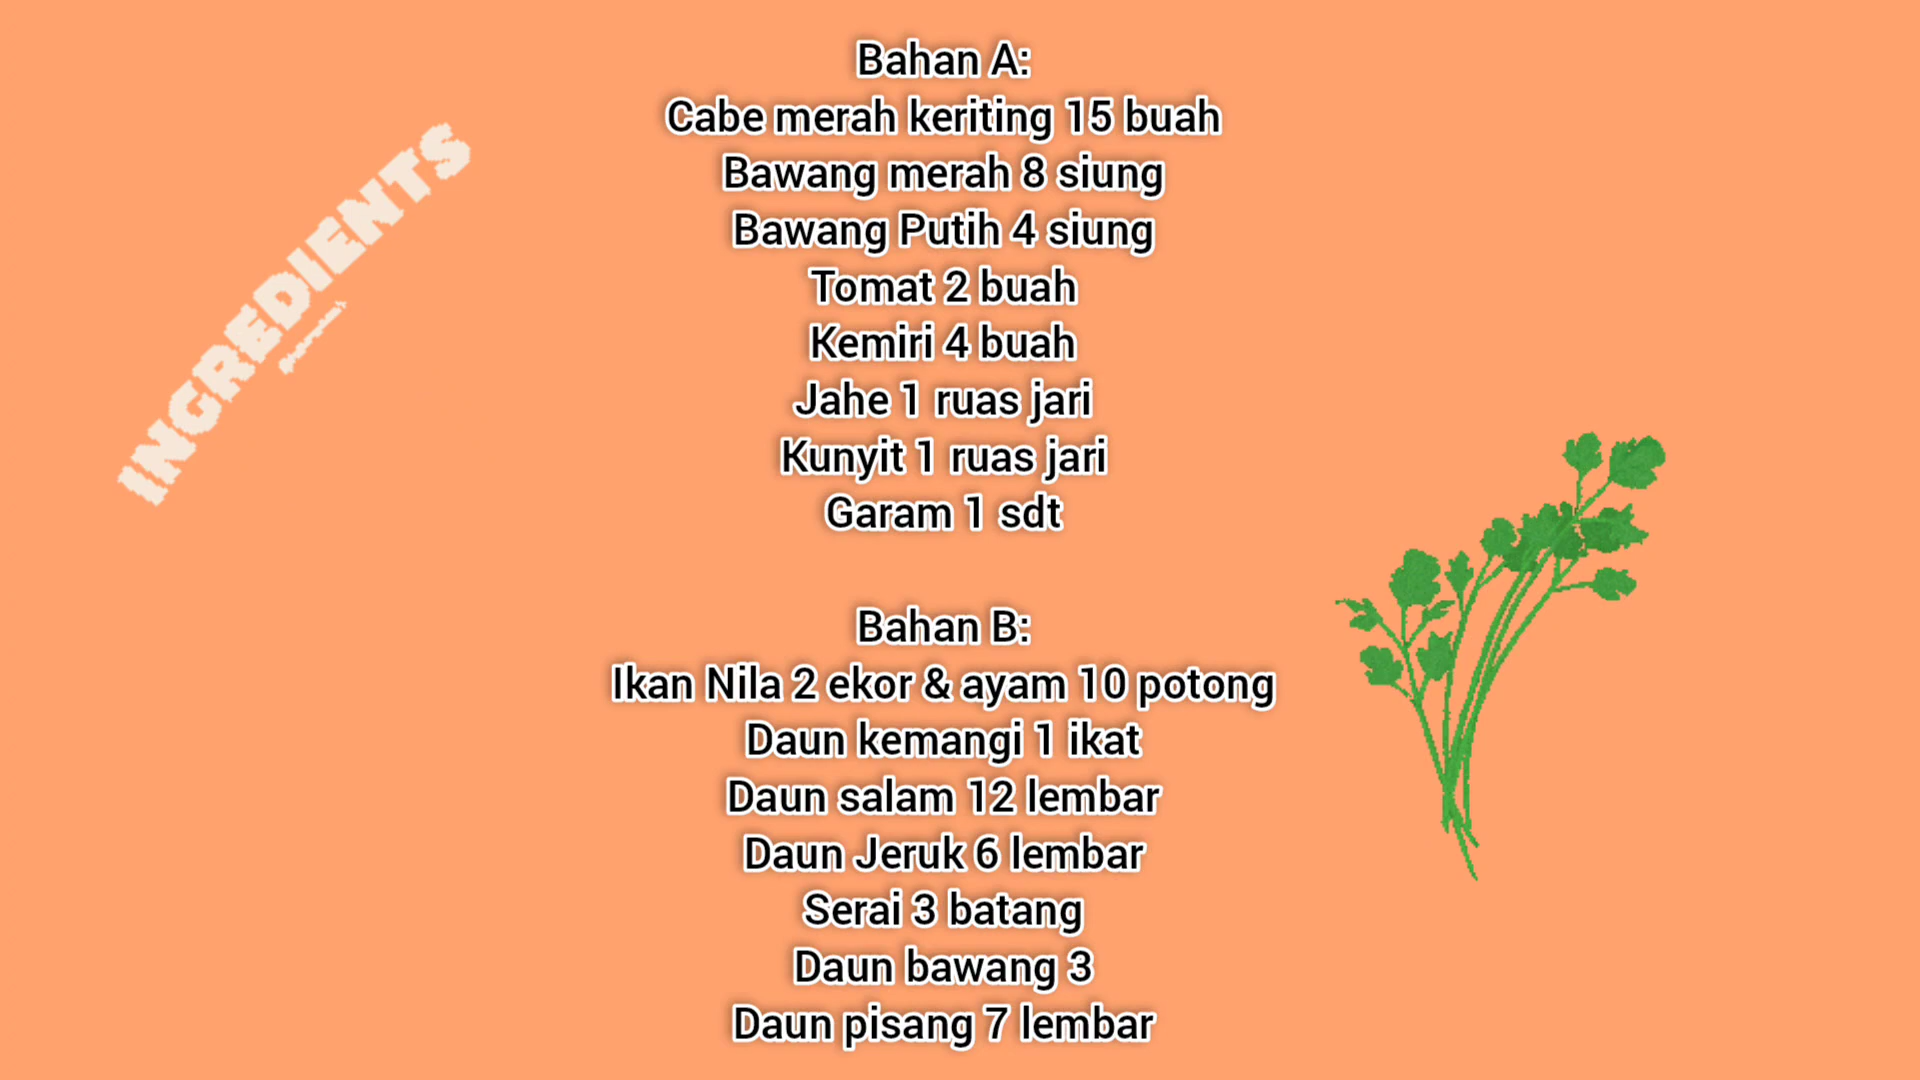 INGREDIENTS
Bahan A:
Cabe merah keriting 15 buah
Bawang merah 8 siung
Bawang Putih 4 siung
Tomat 2 buah
Kemiri 4 buah
Jahe 1 ruas jari
Kunyit 1 ruas jari
Garam 1 sdt
Bahan B:
Ikan Nila 2 ekor & ayam 10 potong
Daun kemangi 1 ikat
Daun salam 12 lembar
Daun Jeruk 6 lembar
Serai 3 batang
Daun bawang 3
Daun pisang 7 lembar